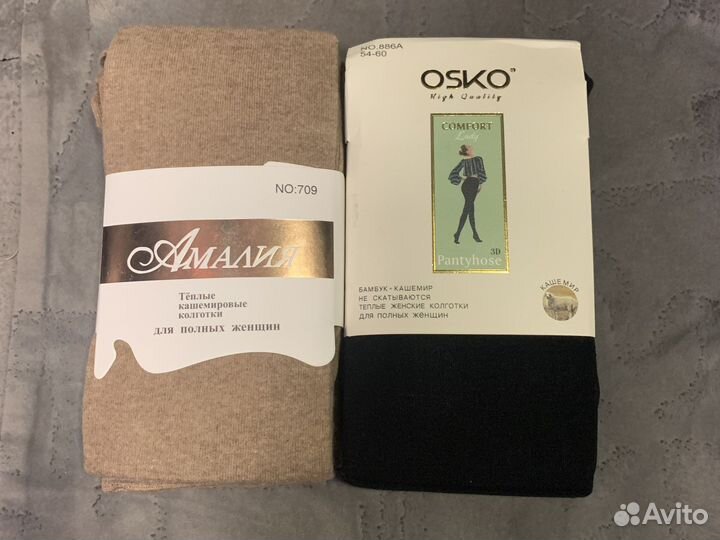 NO:709
Амалия
Тёплые
кашемировые
колготки
для полных женщин
NO.886A
54-60
OSKO
High Quality
COMFORT
Lady
3D
Pantyhose
БАМБУК - КАШЕМИР
НЕ СКАТЫВАЮТСЯ
ТЕПЛЫЕ ЖЕНСКИЕ КОЛГОТКИ
ДЛЯ ПОЛНЫХ ЖЕНЩИН
КАШЕМИР
Avito